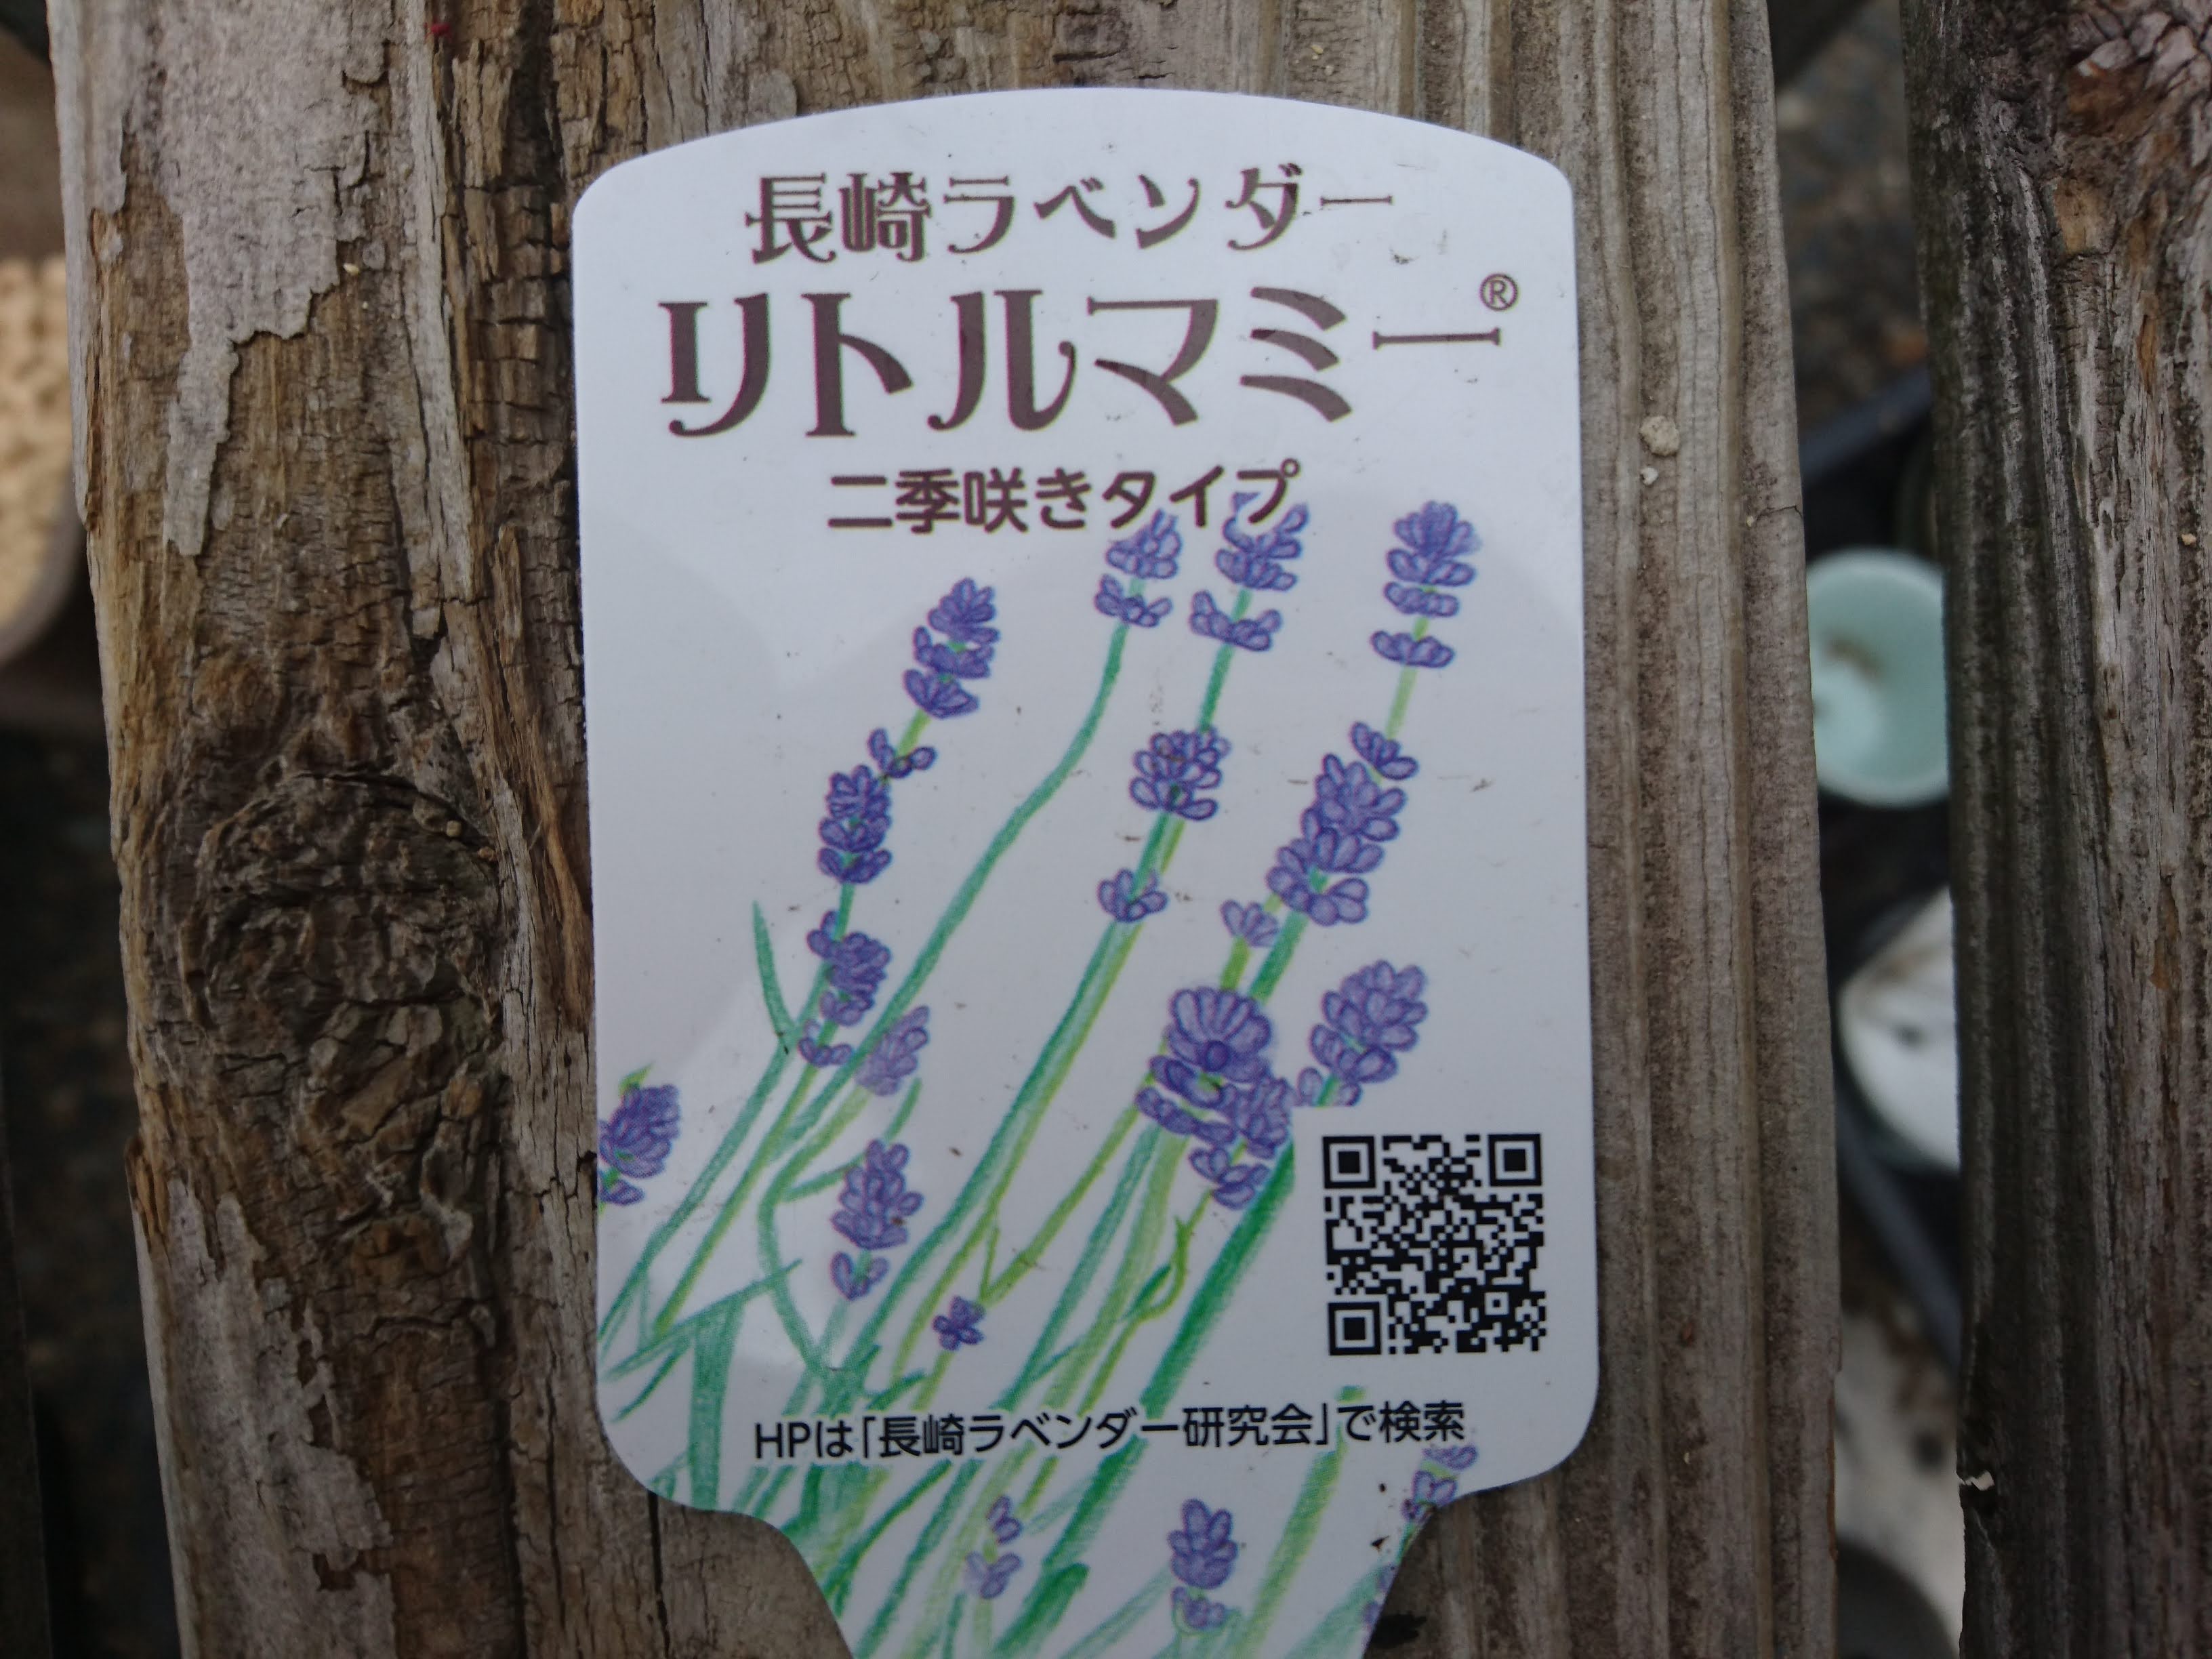 長崎ラベンダー
リトルマミー®
二季咲きタイプ
HPは「長崎ラベンダー研究会」で検索